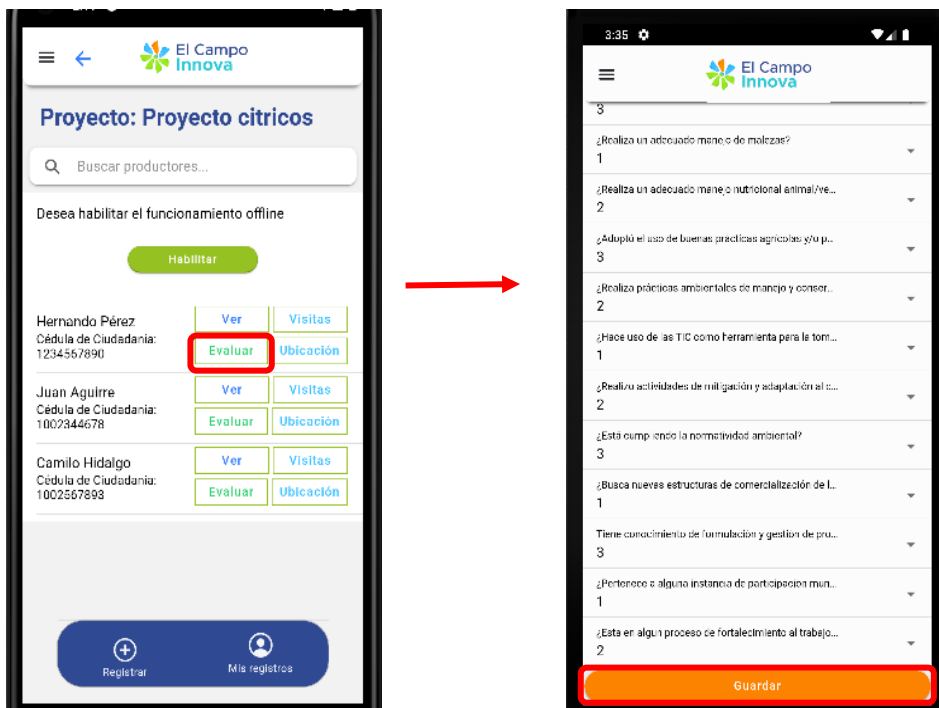 El Campo
Innova
Proyecto: Proyecto citricos
Buscar productores...
Desea habilitar el funcionamiento offline
Habilitar
Hernando Pérez
Cédula de Ciudadania:
1234567890
Ver
Visitas
Evaluar
Ubicación
Juan Aguirre
Cédula de Ciudadania:
1002344678
Ver
Visitas
Evaluar
Ubicación
Camilo Hidalgo
Cédula de Ciudadania:
1002567893
Ver
Visitas
Evaluar
Ubicación
Registrar
Mis registros
3:35
El Campo
Innova
3
¿Realiza un adecuado manejo de malezas?
1
¿Realiza un adecuado manejo nutricional animal/ve...
2
¿Adoptó el uso de buenas prácticas agrícolas y/u p...
3
¿Realiza prácticas ambientales de manejo y conser...
2
¿Hace uso de las TIC como herramienta para la tom...
1
¿Realizo actividades de mitigación y adaptación al c...
2
¿Está cumpliendo la normatividad ambiental?
3
¿Busca nuevas estructuras de comercialización de l...
1
Tiene conocimiento de formulación y gestión de pro...
3
¿Pertenece a alguna instancia de participacion mun...
1
¿Esta en algun proceso de fortalecimiento al trabajo...
2
Guardar